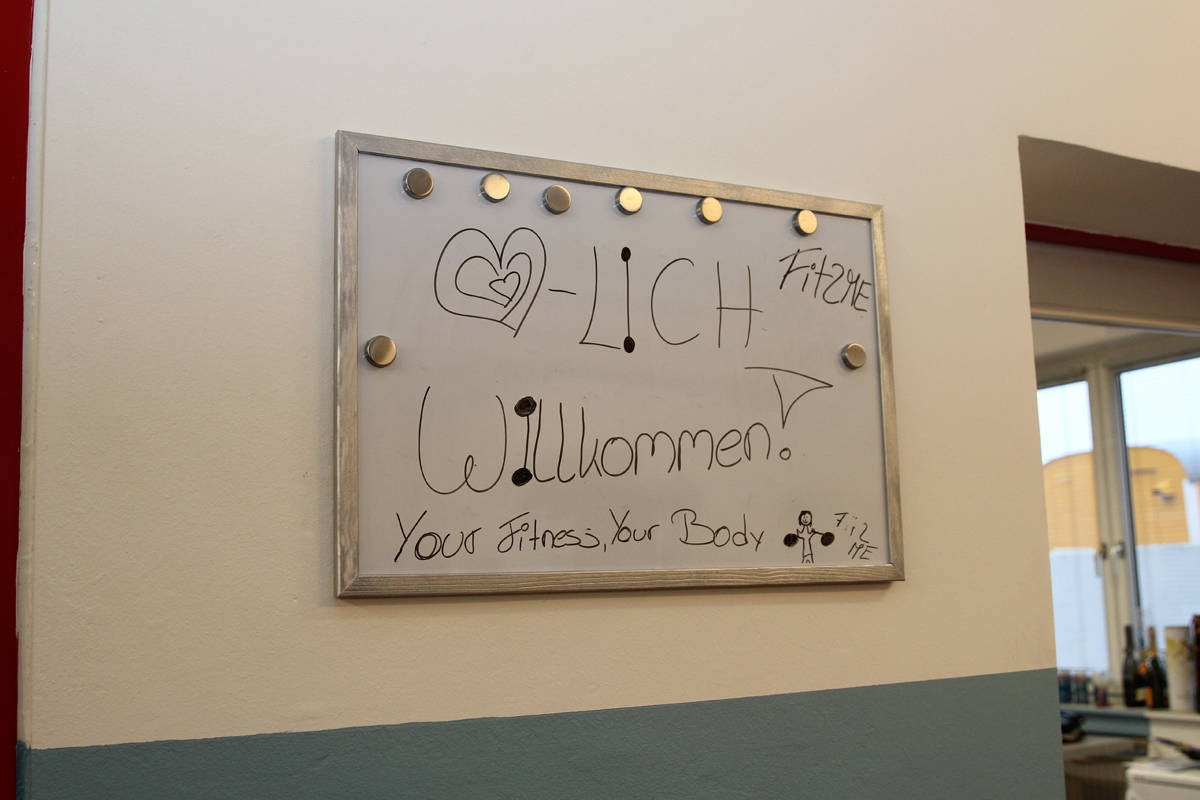 -LiCH
Fit2ME
Willkommen!
Your Fitness, Your Body
Fit2
ME